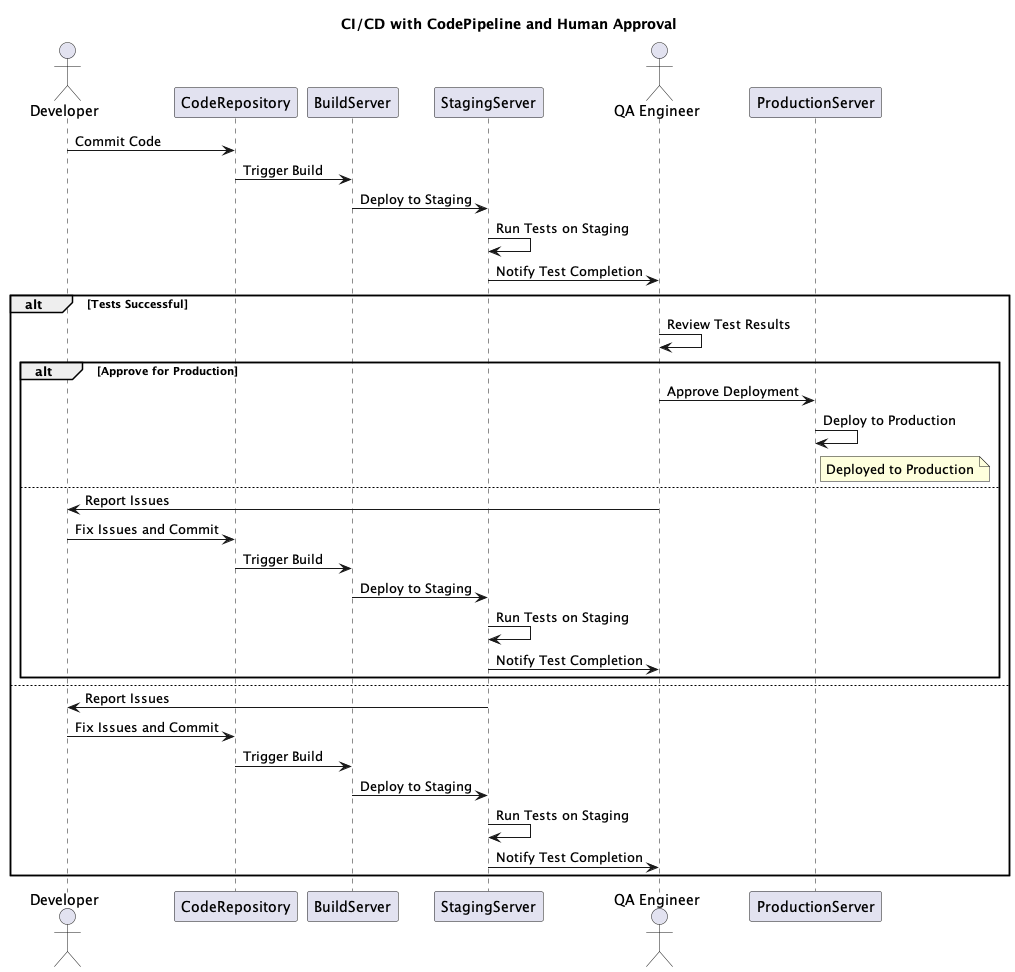 CI/CD with CodePipeline and Human Approval
Developer
CodeRepository
BuildServer
StagingServer
QA Engineer
ProductionServer
Commit Code
Trigger Build
Deploy to Staging
Run Tests on Staging
Notify Test Completion
alt
[Tests Successful]
Review Test Results
alt
[Approve for Production]
Approve Deployment
Deploy to Production
Deployed to Production
Report Issues
Fix Issues and Commit
Trigger Build
Deploy to Staging
Run Tests on Staging
Notify Test Completion
Report Issues
Fix Issues and Commit
Trigger Build
Deploy to Staging
Run Tests on Staging
Notify Test Completion
Developer
CodeRepository
BuildServer
StagingServer
QA Engineer
ProductionServer